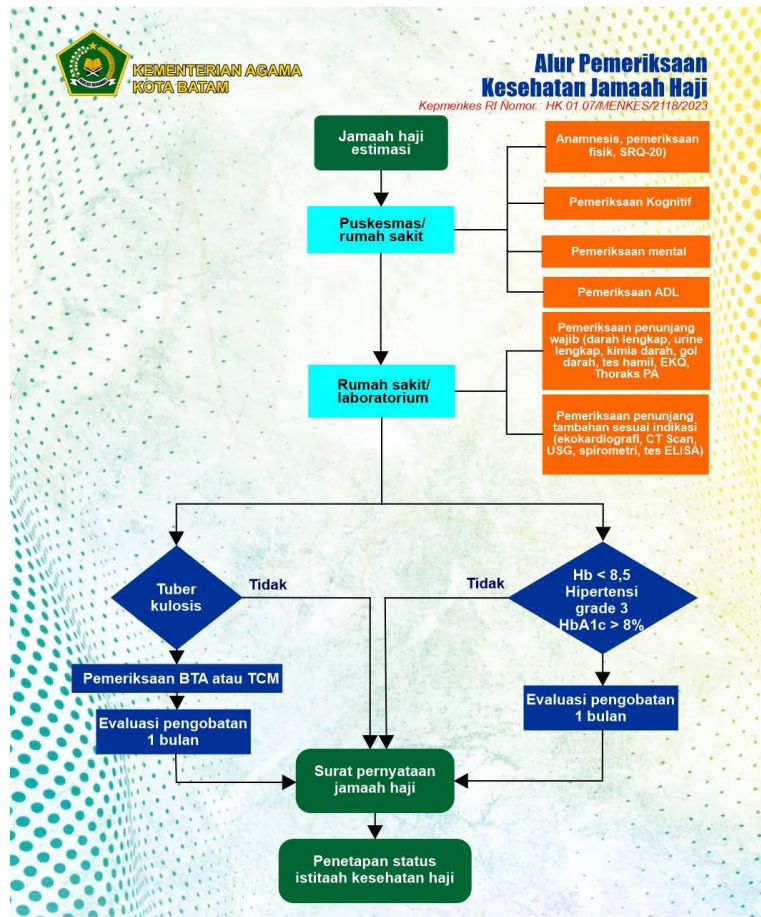 KEMENTERIAN AGAMA
KOTA BATAM
Alur Pemeriksaan
Kesehatan Jamaah Haji
Kepmenkes RI Nomor.: HK.01.07/MENKES/2118/2023
Jamaah haji
estimasi
Anamnesis, pemeriksaan
fisik, SRQ-20)
Pemeriksaan Kognitif
Puskesmas/
rumah sakit
Pemeriksaan mental
Pemeriksaan ADL
Pemeriksaan penunjang
wajib (darah lengkap, urine
lengkap, kimia darah, gol
darah, tes hamil, EKQ,
Thoraks PA
Rumah sakit/
laboratorium
Pemeriksaan penunjang
tambahan sesuai indikasi
(ekokardiografi, CT Scan,
USG, spirometri, tes ELISA)
Tuber
kulosis
Tidak
Tidak
Hb < 8,5
Hipertensi
grade 3
HbA1c > 8%
Pemeriksaan BTA atau TCM
Evaluasi pengobatan
1 bulan
Evaluasi pengobatan
1 bulan
Surat pernyataan
jamaah haji
Penetapan status
istitaah kesehatan haji